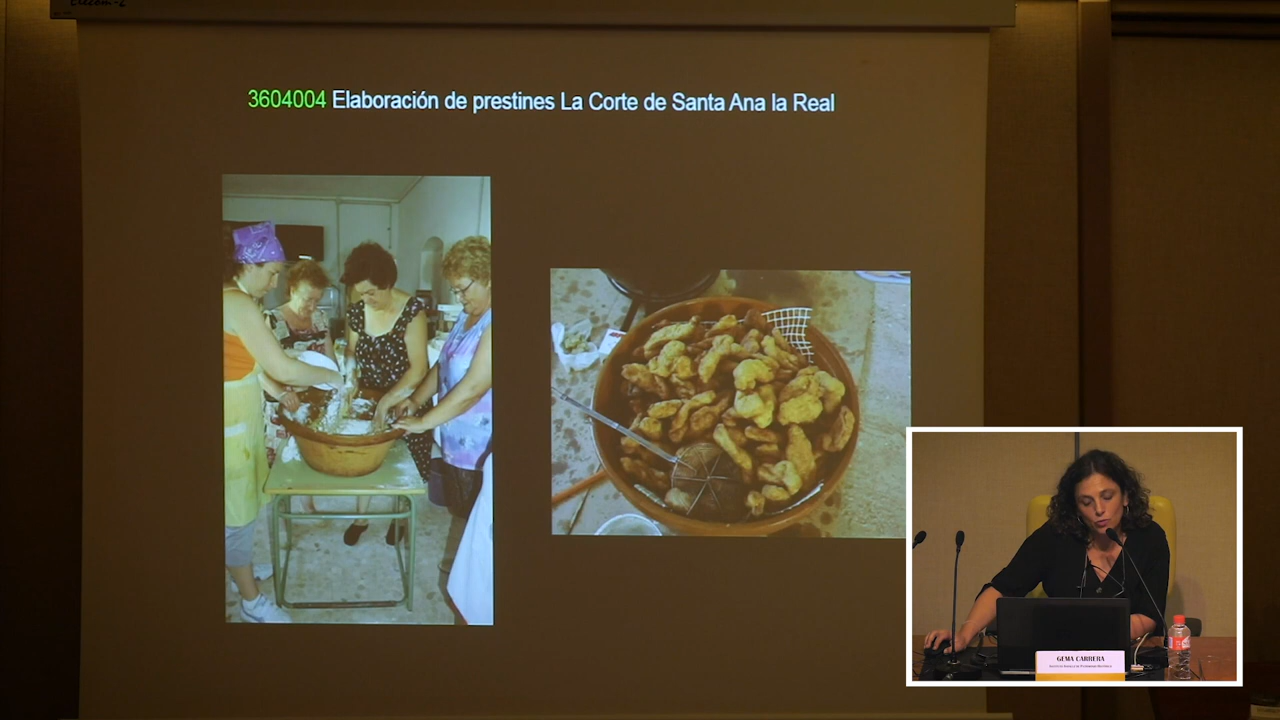 3604004 Elaboración de prestines La Corte de Santa Ana la Real
GEMA CARRERA